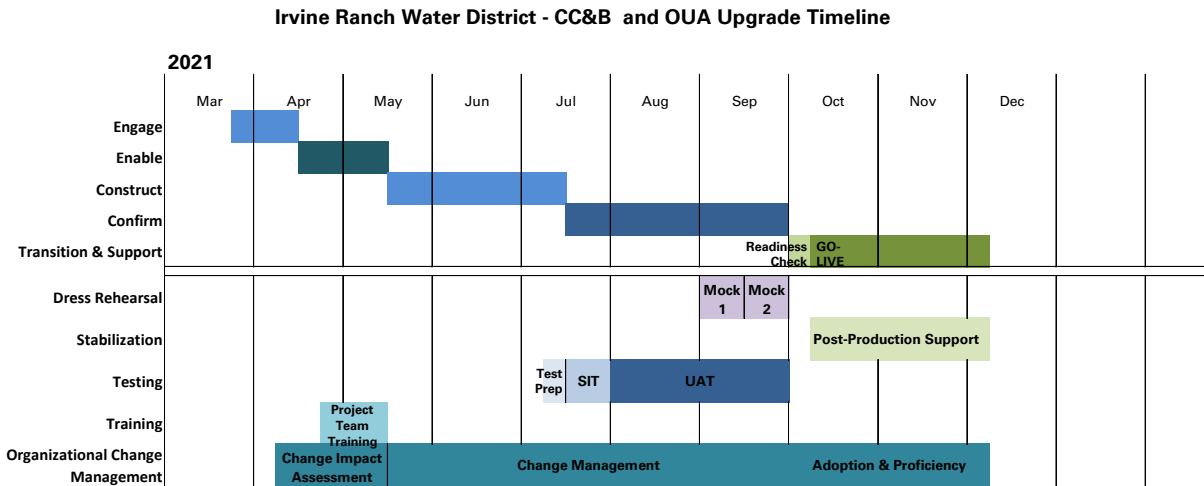 Irvine Ranch Water District - CC&B and OUA Upgrade Timeline
2021
Mar Apr May Jun Jul Aug Sep Oct Nov Dec
Engage
Enable
Construct
Confirm
Transition & Support
Readiness
Check
GO-
LIVE
Dress Rehearsal
Mock
1
Mock
2
Stabilization
Post-Production Support
Testing
Test
Prep
SIT
UAT
Training
Project
Team
Training
Organizational Change
Management
Change Impact
Assessment
Change Management
Adoption & Proficiency